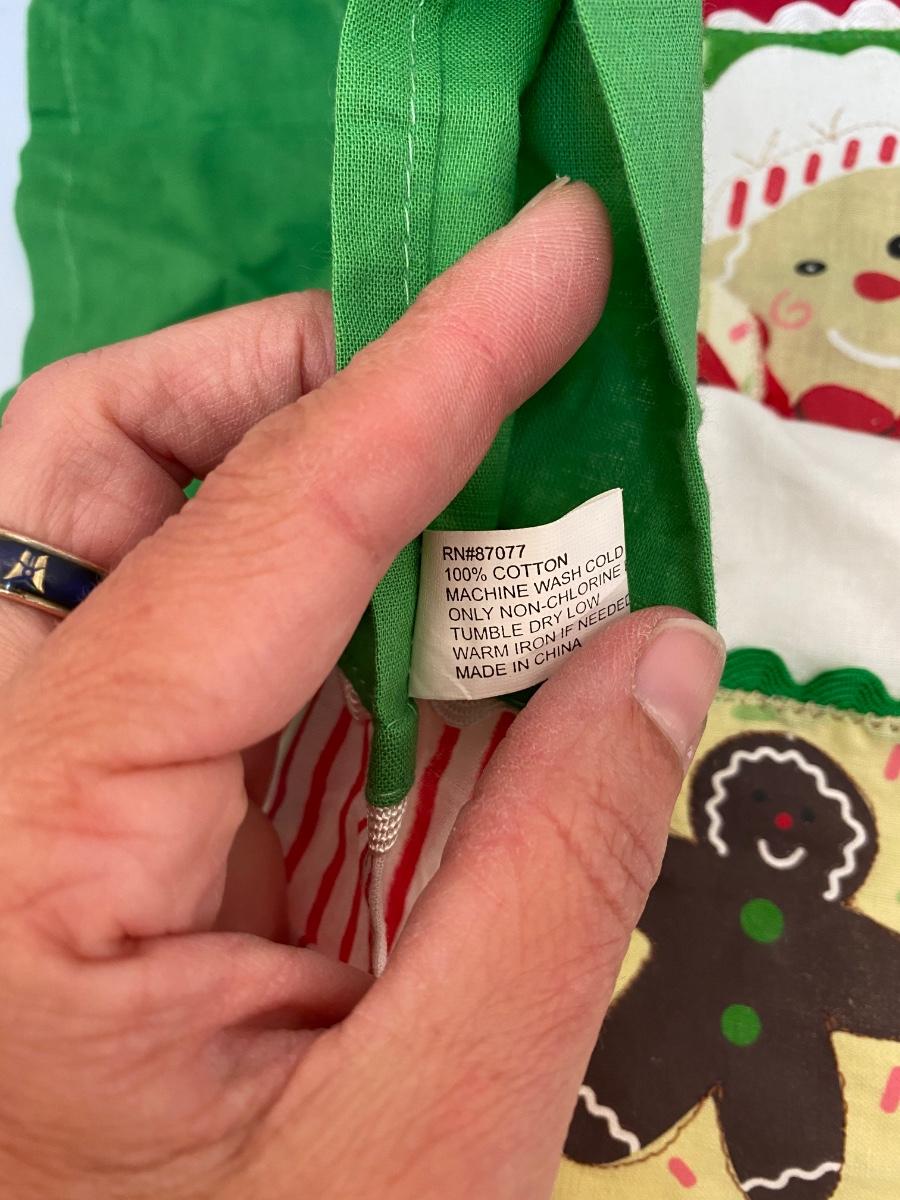 RN#87077
100% COTTON
MACHINE WASH COLD
ONLY NON-CHLORINE
TUMBLE DRY LOW
WARM IRON IF NEEDED
MADE IN CHINA